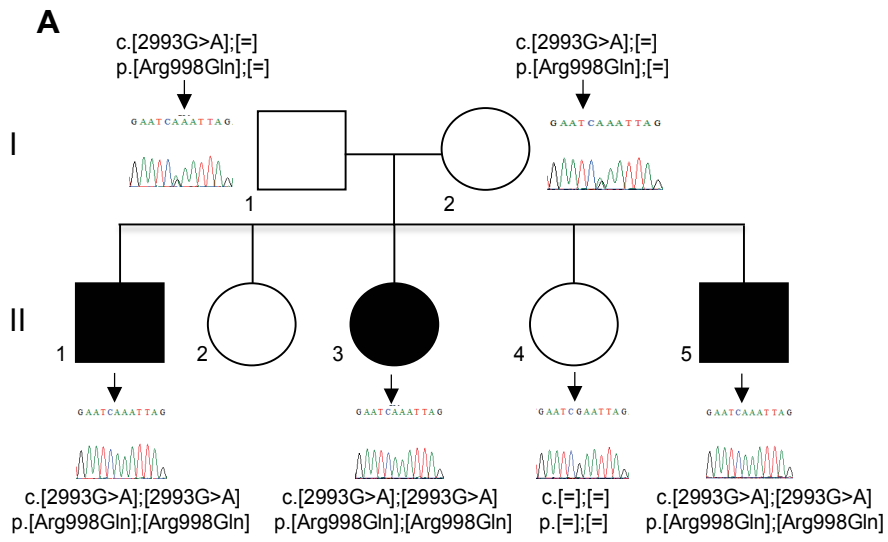 A
c.[2993G>A];[=]
p.[Arg998Gln];[=]
GAATCAAATTAG
c.[2993G>A];[=]
p.[Arg998Gln];[=]
GAATCAAATTAG
I
1
2
II
1
2
3
4
5
GAATCAAATTAG
c.[2993G>A];[2993G>A]
p.[Arg998Gln];[Arg998Gln]
GAATCAAATTAG
c.[2993G>A];[2993G>A]
p.[Arg998Gln];[Arg998Gln]
GAATCGAATTAG
c.[=];[=]
p.[=];[=]
GAATCAAATTAG
c.[2993G>A];[2993G>A]
p.[Arg998Gln];[Arg998Gln]